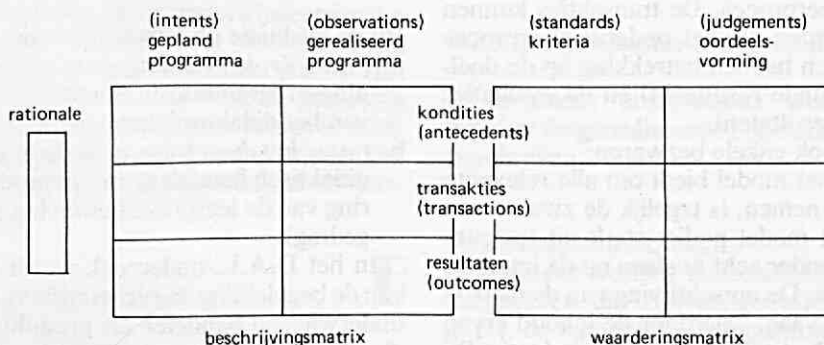 (intents)
gepland
programma
(observations)
gerealiseerd
programma
(standards)
kriteria
(judgements)
oordeels-
vorming
rationale
kondities
(antecedents)
transakties
(transactions)
resultaten
(outcomes)
beschrijvingsmatrix
waarderingsmatrix